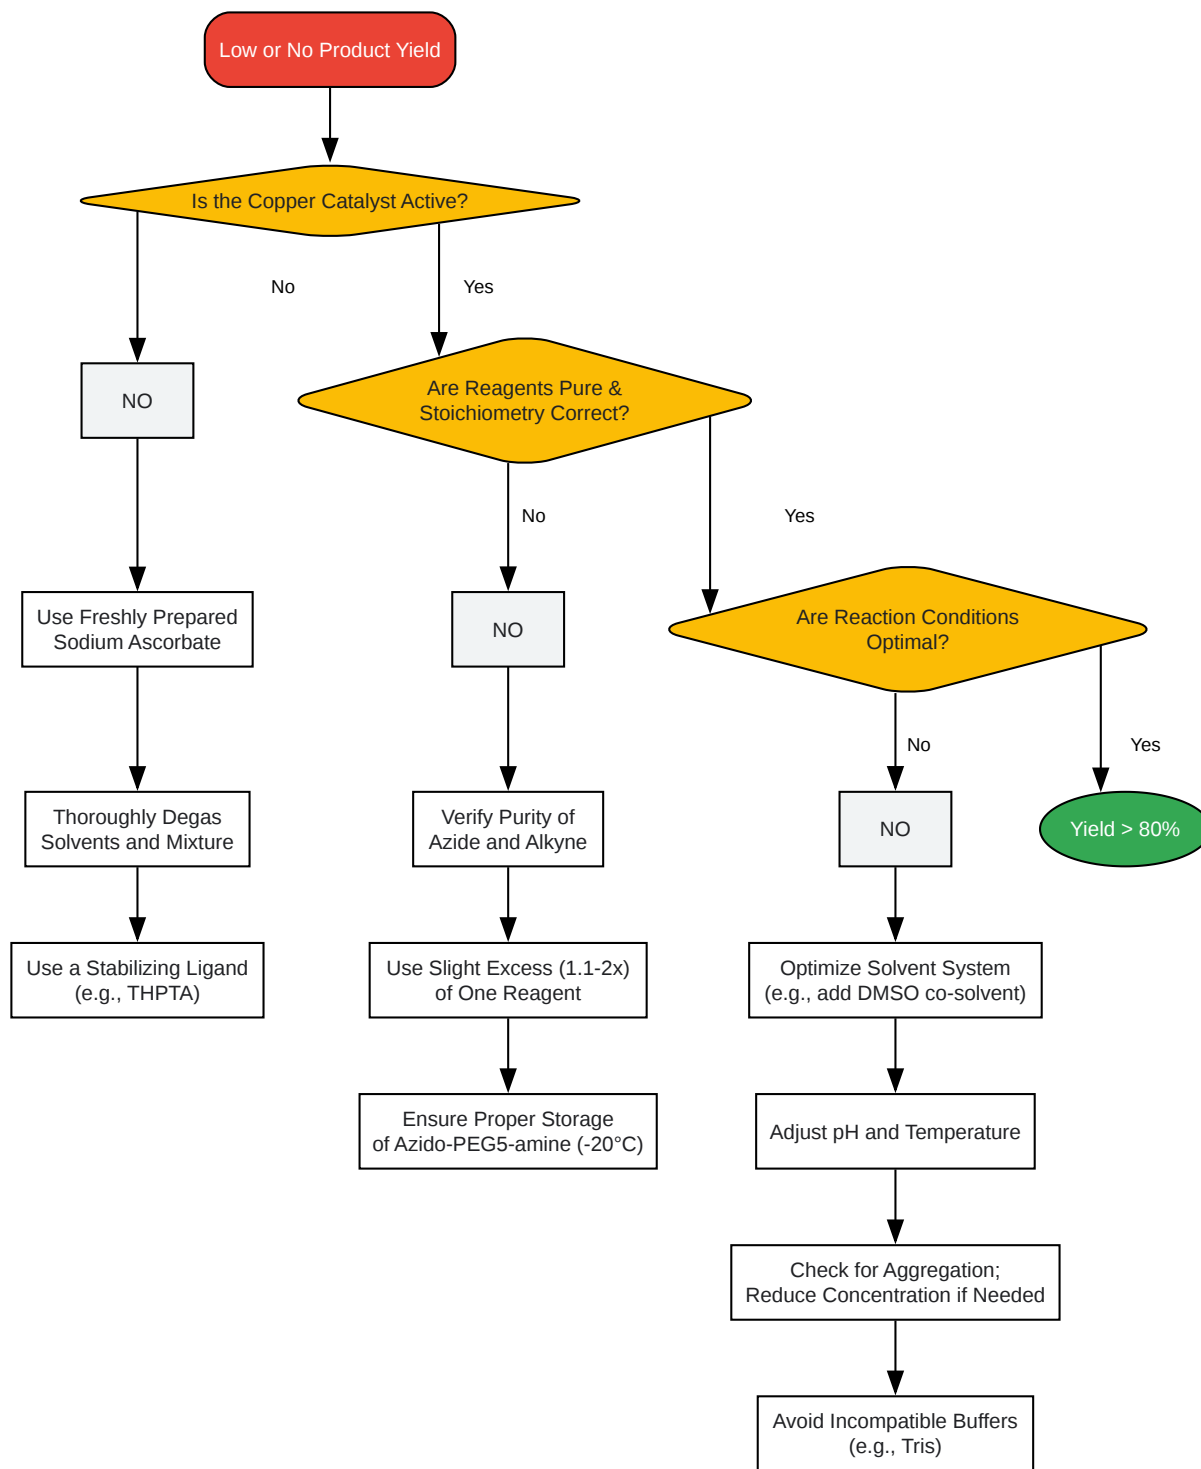 Low or No Product Yield
Is the Copper Catalyst Active?
No
Yes
NO
Are Reagents Pure &
Stoichiometry Correct?
No
Yes
Use Freshly Prepared
Sodium Ascorbate
NO
Are Reaction Conditions
Optimal?
No
Yes
Thoroughly Degas
Solvents and Mixture
Verify Purity of
Azide and Alkyne
NO
Yield > 80%
Use a Stabilizing Ligand
(e.g., THPTA)
Use Slight Excess (1.1-2x)
of One Reagent
Optimize Solvent System
(e.g., add DMSO co-solvent)
Ensure Proper Storage
of Azido-PEG5-amine (-20°C)
Adjust pH and Temperature
Check for Aggregation;
Reduce Concentration if Needed
Avoid Incompatible Buffers
(e.g., Tris)